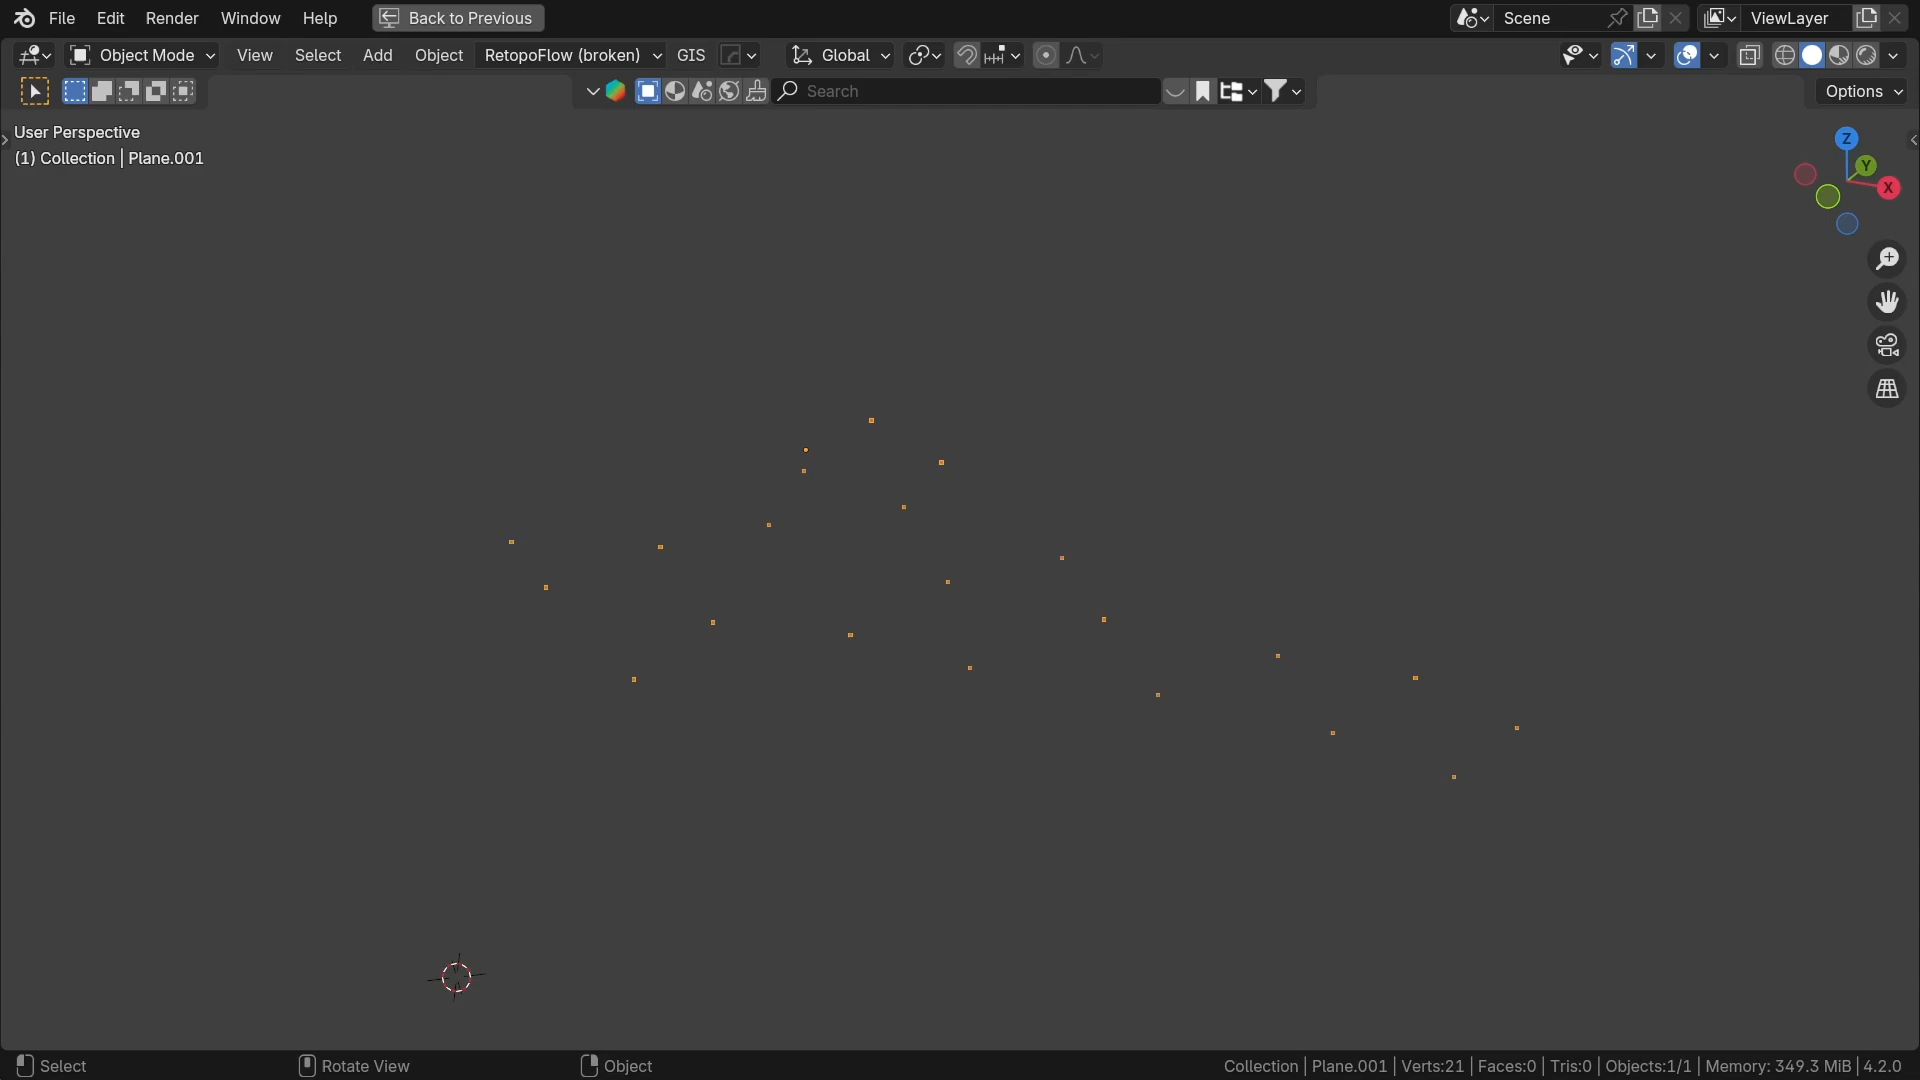 File Edit Render Window Help Back to Previous Scene ViewLayer
Object Mode View Select Add Object RetopoFlow (broken) GIS Global
Search Options
User Perspective
(1) Collection | Plane.001
Z
Y
X
Select Rotate View Object Collection | Plane.001 | Verts:21 | Faces:0 | Tris:0 | Objects:1/1 | Memory: 349.3 MiB | 4.2.0